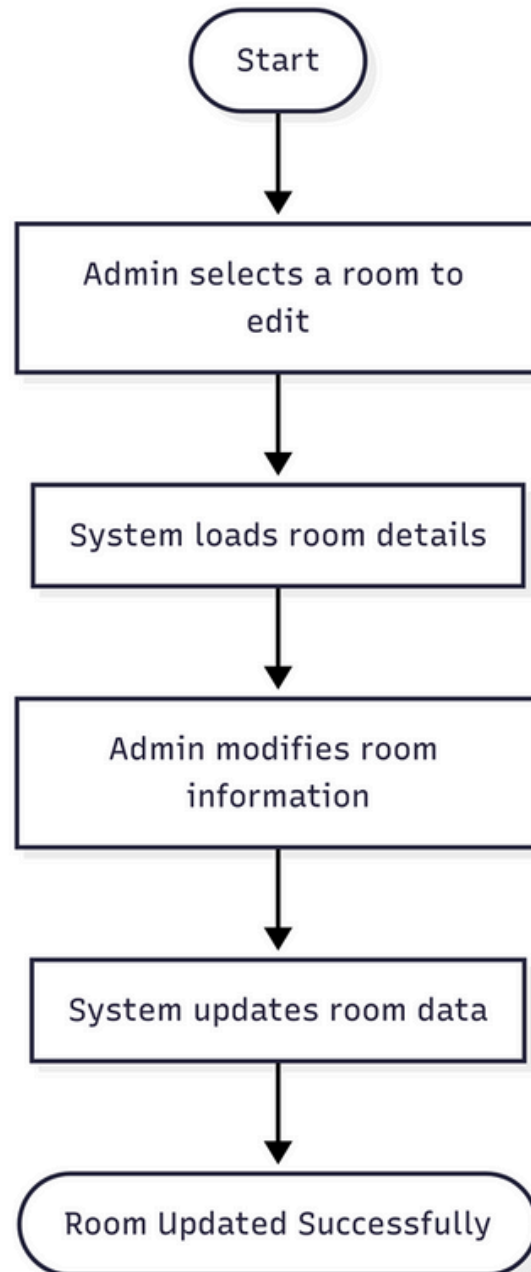 Start
Admin selects a room to
edit
System loads room details
Admin modifies room
information
System updates room data
Room Updated Successfully